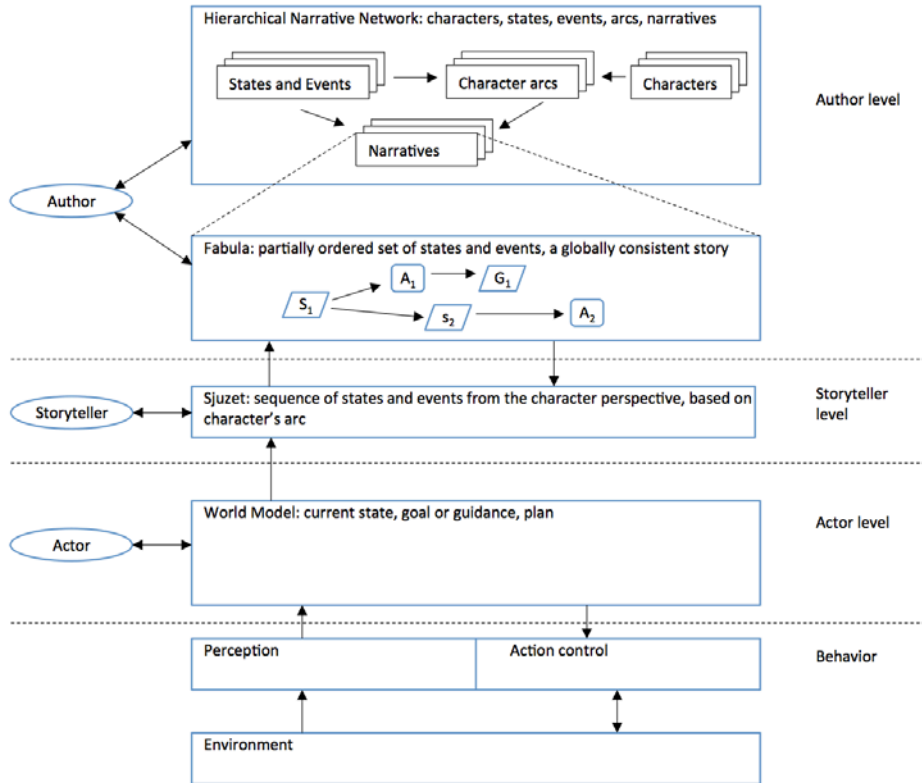 Hierarchical Narrative Network: characters, states, events, arcs, narratives
States and Events
Character arcs
Characters
Author level
Narratives
Author
Fabula: partially ordered set of states and events, a globally consistent story
A1
G1
S1
s2
A2
Sjuzet: sequence of states and events from the character perspective, based on
character's arc
Storyteller
Storyteller
level
World Model: current state, goal or guidance, plan
Actor level
Actor
Perception
Action control
Behavior
Environment